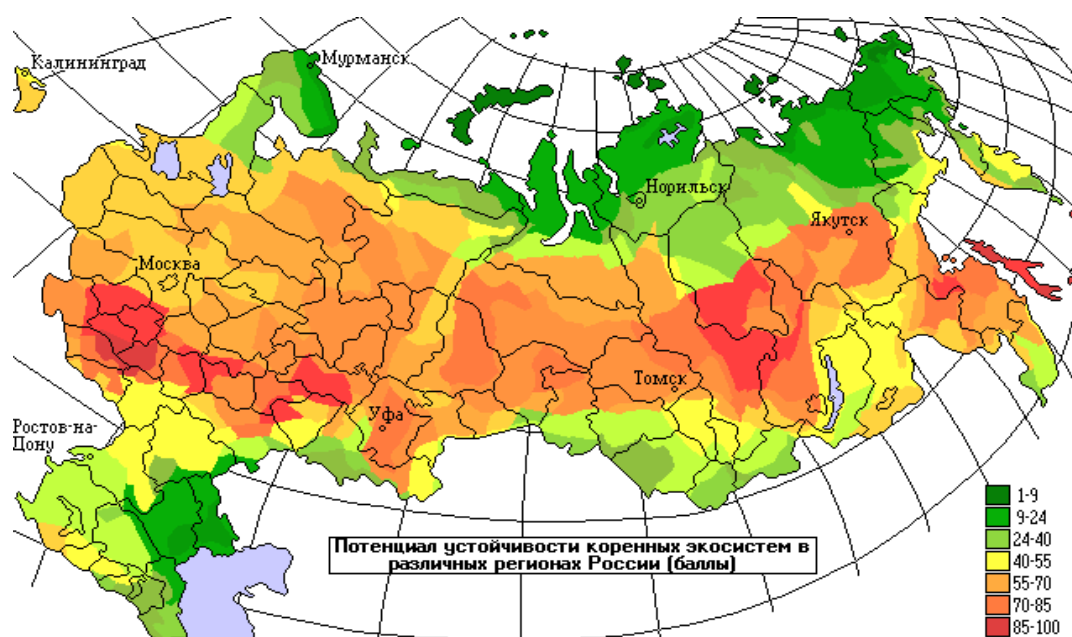 Калининград
Мурманск
Норильск
Якутск
Москва
Томск
Уфа
Ростов-на-
Дону
Потенциал устойчивости коренных экосистем в
различных регионах России (баллы)
1-9
9-24
24-40
40-55
55-70
70-85
85-100